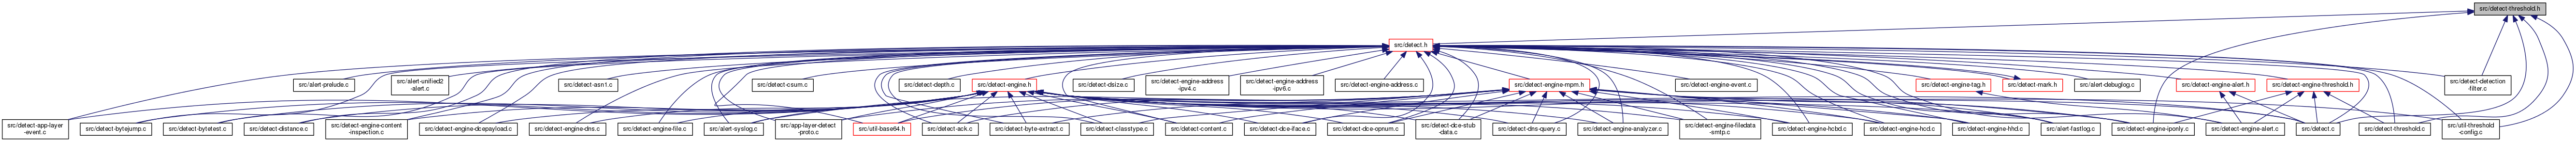 src/detect-threshold.h
src/detect.h
src/alert-prelude.c
src/alert-unified2
-alert.c
src/detect-asn1.c
src/detect-csum.c
src/detect-depth.c
src/detect-engine.h
src/detect-dsize.c
src/detect-engine-address
-ipv4.c
src/detect-engine-address
-ipv6.c
src/detect-engine-address.c
src/detect-engine-mpm.h
src/detect-engine-event.c
src/detect-engine-tag.h
src/detect-mark.h
src/alert-debuglog.c
src/detect-engine-alert.h
src/detect-engine-threshold.h
src/detect-detection
-filter.c
src/detect-app-layer
-event.c
src/detect-bytejump.c
src/detect-bytetest.c
src/detect-distance.c
src/detect-engine-content
-inspection.c
src/detect-engine-dcepayload.c
src/detect-engine-dns.c
src/detect-engine-file.c
src/alert-syslog.c
src/app-layer-detect
-proto.c
src/util-base64.h
src/detect-ack.c
src/detect-byte-extract.c
src/detect-classtype.c
src/detect-content.c
src/detect-dce-iface.c
src/detect-dce-opnum.c
src/detect-dce-stub
-data.c
src/detect-dns-query.c
src/detect-engine-analyzer.c
src/detect-engine-filedata
-smtp.c
src/detect-engine-hcbd.c
src/detect-engine-hcd.c
src/detect-engine-hhd.c
src/alert-fastlog.c
src/detect-engine-iponly.c
src/detect-engine-alert.c
src/detect.c
src/detect-threshold.c
src/util-threshold
-config.c